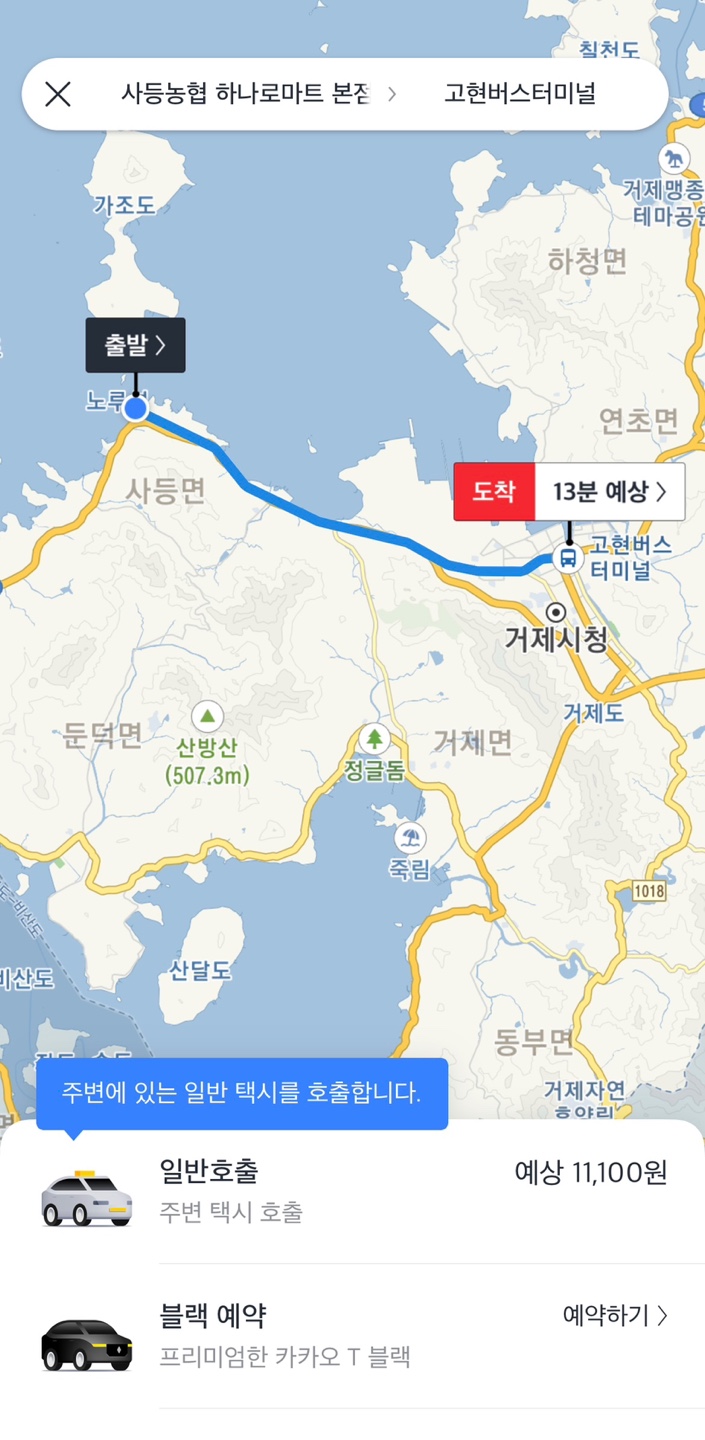 칠천도
사등농협 하나로마트 본점
고현버스터미널
거제맹종
테마공원
가조도
하청면
출발
연초면
사등면
도착 13분 예상
고현버스
터미널
거제시청
거제도
둔덕면
산방산
(507.3m)
정글돔
거제면
죽림
1018
산달도
비산도
동부면
거제자연
휴양림
주변에 있는 일반 택시를 호출합니다.
일반호출
예상 11,100원
주변 택시 호출
블랙 예약
예약하기
프리미엄한 카카오 T 블랙